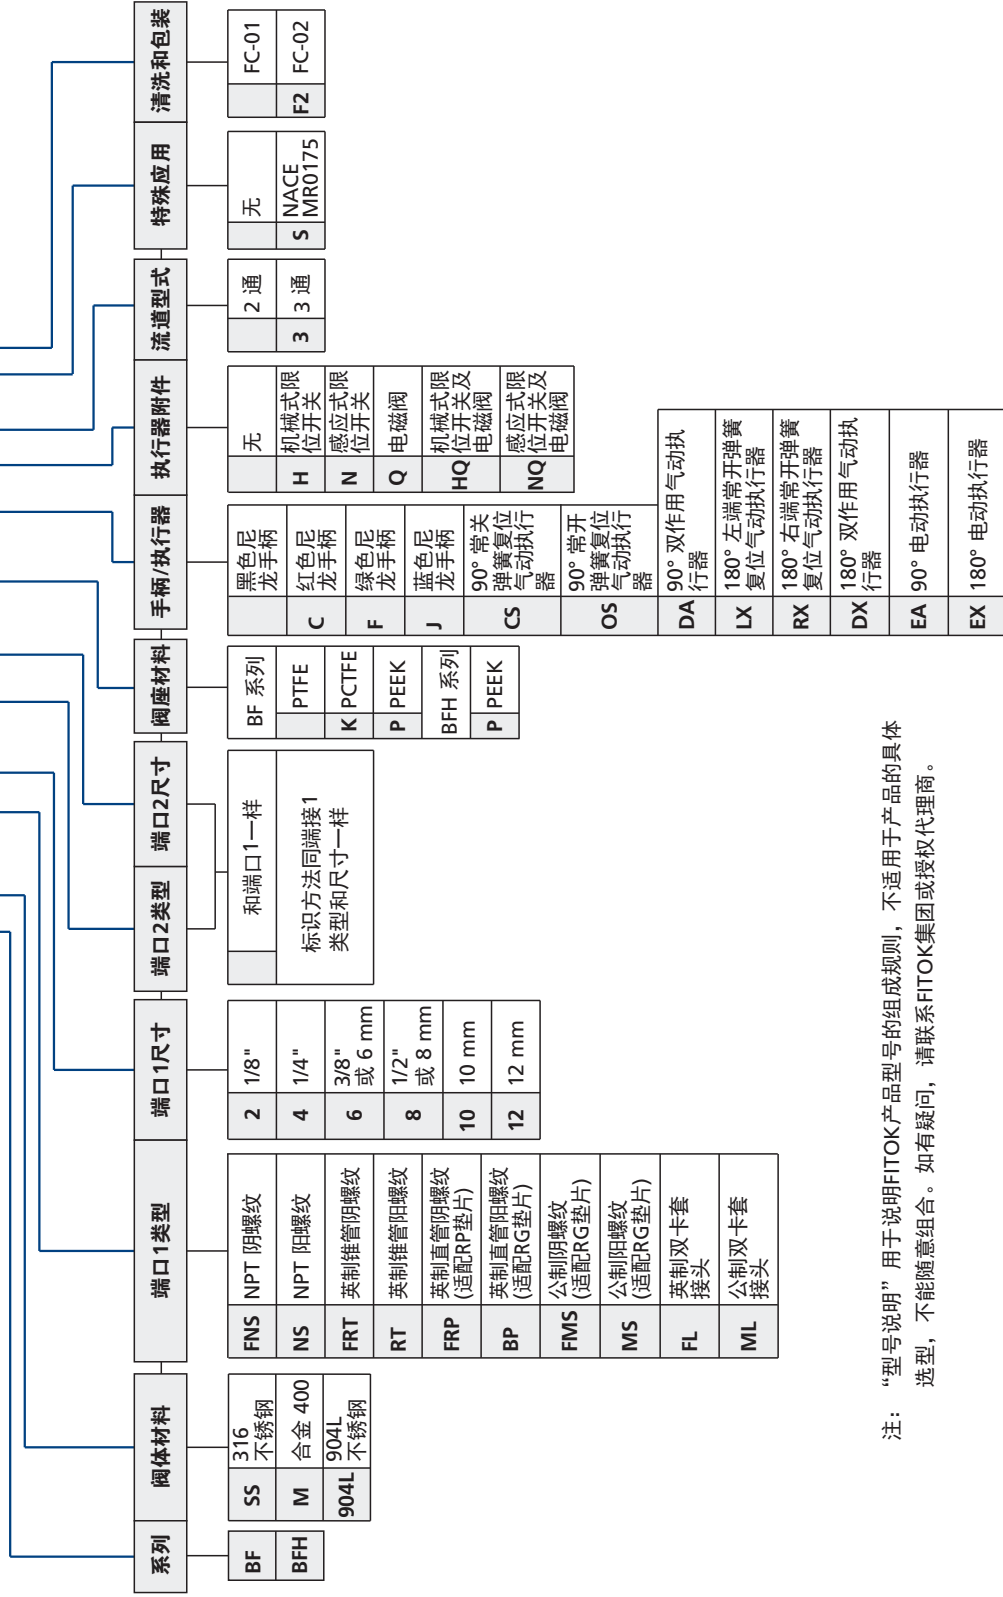 系列
BF
BFH
阀体材料
SS 316
不锈钢
M 合金 400
904L 904L
不锈钢
端口1类型
FNS NPT 阴螺纹
NS NPT 阳螺纹
FRT 英制锥管阴螺纹
RT 英制锥管阳螺纹
FRP 英制直管阴螺纹
(适配RP垫片)
BP 英制直管阳螺纹
(适配RG垫片)
FMS 公制阴螺纹
(适配RG垫片)
MS 公制阳螺纹
(适配RG垫片)
FL 英制双卡套
接头
ML 公制双卡套
接头
端口1尺寸
2 1/8"
4 1/4"
6 3/8"
或 6 mm
8 1/2"
或 8 mm
10 10 mm
12 12 mm
端口2类型
端口2尺寸
和端口1一样
标识方法同端接1
类型和尺寸一样
阀座材料
BF 系列
PTFE
K PCTFE
P PEEK
BFH 系列
P PEEK
手柄/执行器
黑色尼
龙手柄
C 红色尼
龙手柄
F 绿色尼
龙手柄
J 蓝色尼
龙手柄
CS 90° 常关
弹簧复位
气动执行
器
OS 90° 常开
弹簧复位
气动执行
器
DA 90° 双作用气动执
行器
LX 180° 左端常开弹簧
复位气动执行器
RX 180° 右端常开弹簧
复位气动执行器
DX 180° 双作用气动执
行器
EA 90° 电动执行器
EX 180° 电动执行器
执行器附件
无
H 机械式限
位开关
N 感应式限
位开关
Q 电磁阀
HQ 机械式限
位开关及
电磁阀
NQ 感应式限
位开关及
电磁阀
流道型式
2 通
3 3 通
特殊应用
无
S NACE
MR0175
清洗和包装
FC-01
F2 FC-02
注： “型号说明”用于说明FITOK产品型号的组成规则，不适用于产品的具体
选型，不能随意组合。如有疑问，请联系FITOK集团或授权代理商。